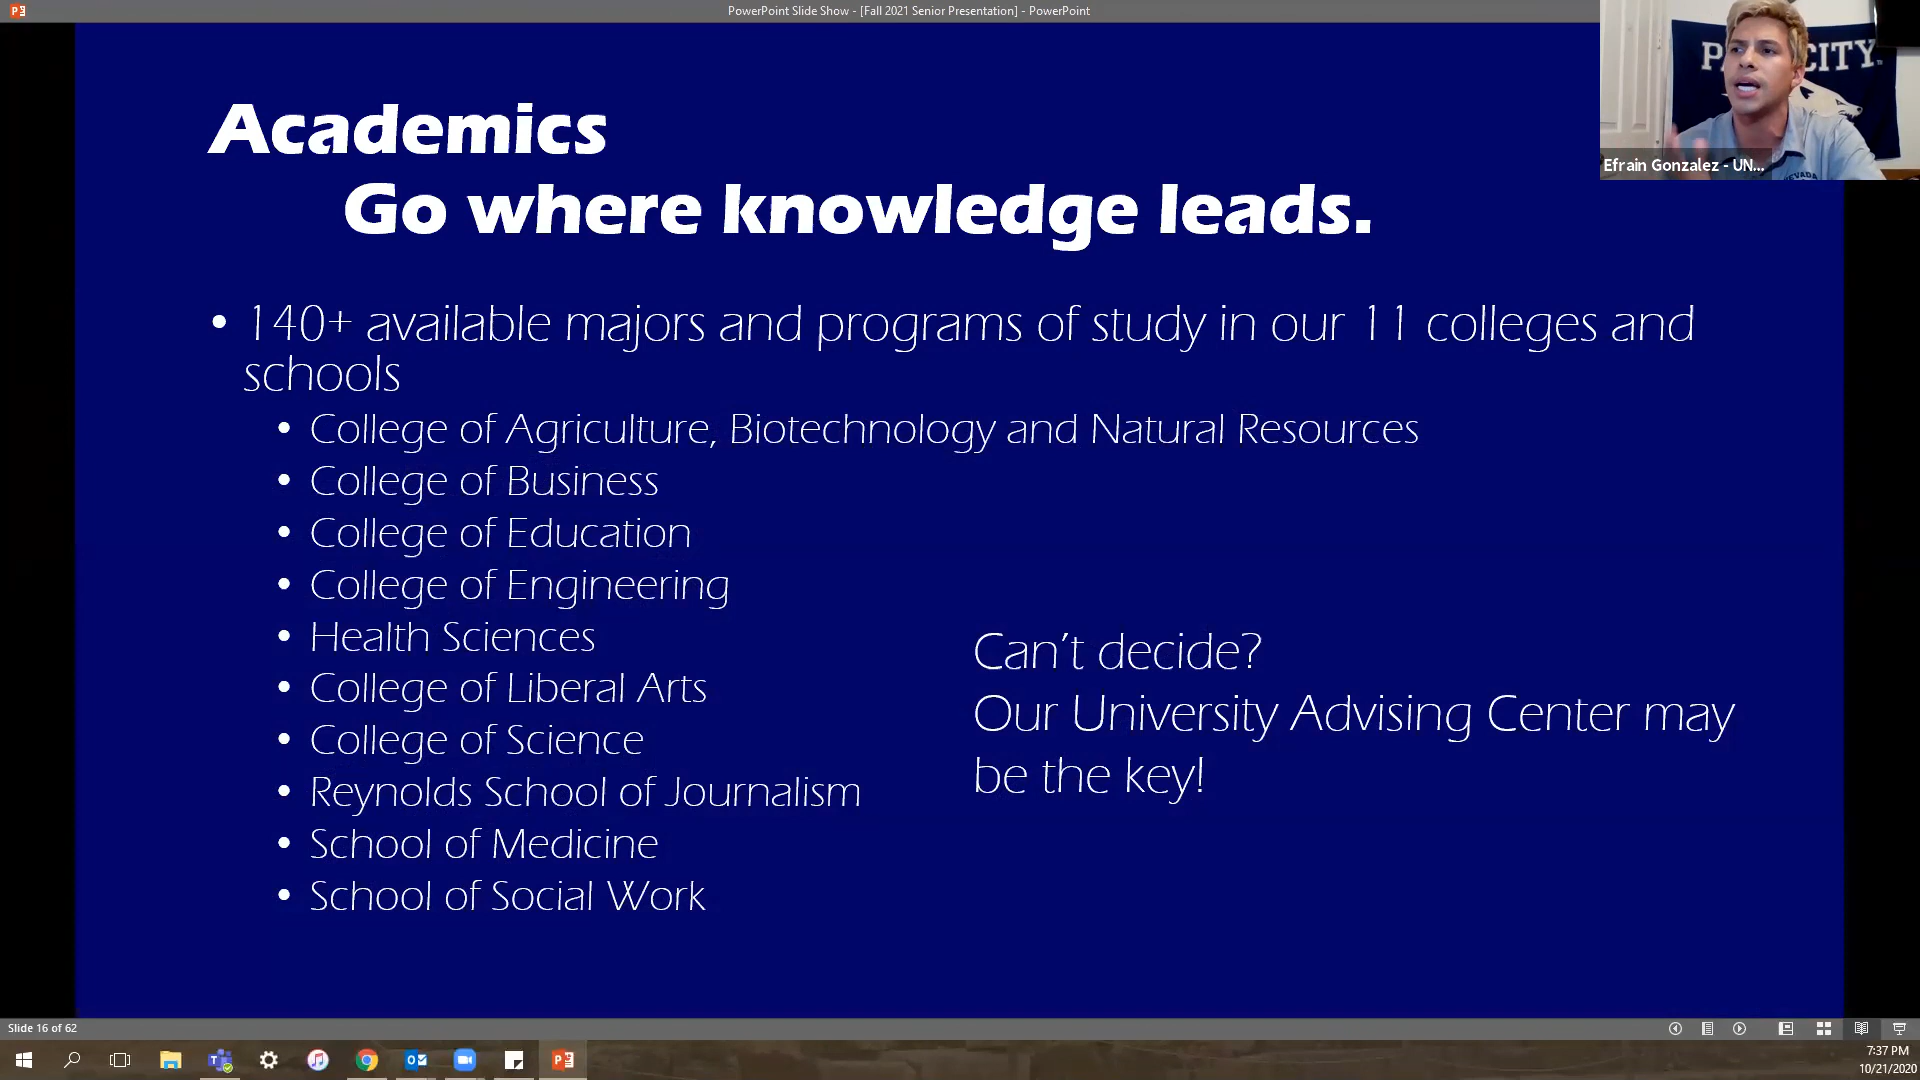 PowerPoint Slide Show - [Fall 2021 Senior Presentation] - PowerPoint
CITY
Efrain Gonzalez - UN...
Academics
Go where knowledge leads.
• 140+ available majors and programs of study in our 11 colleges and
schools
• College of Agriculture, Biotechnology and Natural Resources
• College of Business
• College of Education
• College of Engineering
• Health Sciences
• College of Liberal Arts
• College of Science
• Reynolds School of Journalism
• School of Medicine
• School of Social Work
Can't decide?
Our University Advising Center may
be the key!
Slide 16 of 62
7:37 PM
10/21/2020